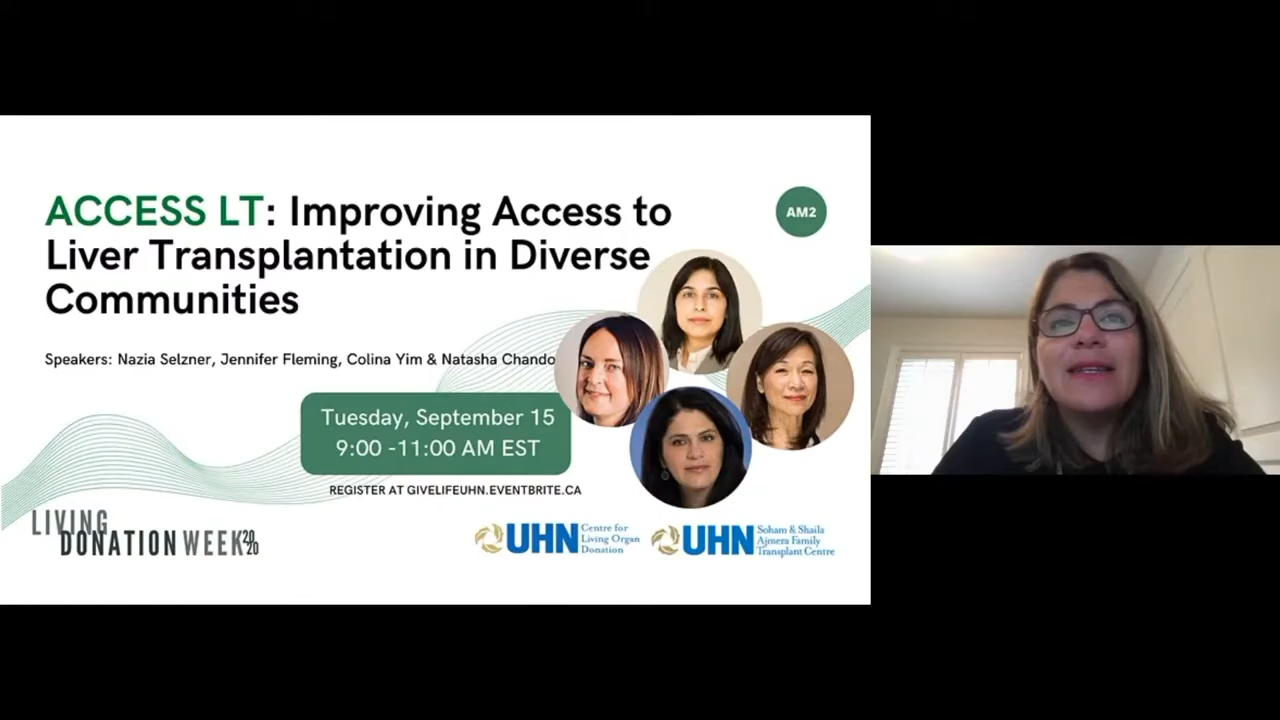 ACCESS LT: Improving Access to
Liver Transplantation in Diverse
Communities
AM2
Speakers: Nazia Selzner, Jennifer Fleming, Colina Yim & Natasha Chando
Tuesday, September 15
9:00 -11:00 AM EST
REGISTER AT GIVELIFEUHN.EVENTBRITE.CA
LIVING
DONATION WEEK 2020
UHN Centre for
Living Organ
Donation
UHN Soham & Shaila
Ajmera Family
Transplant Centre